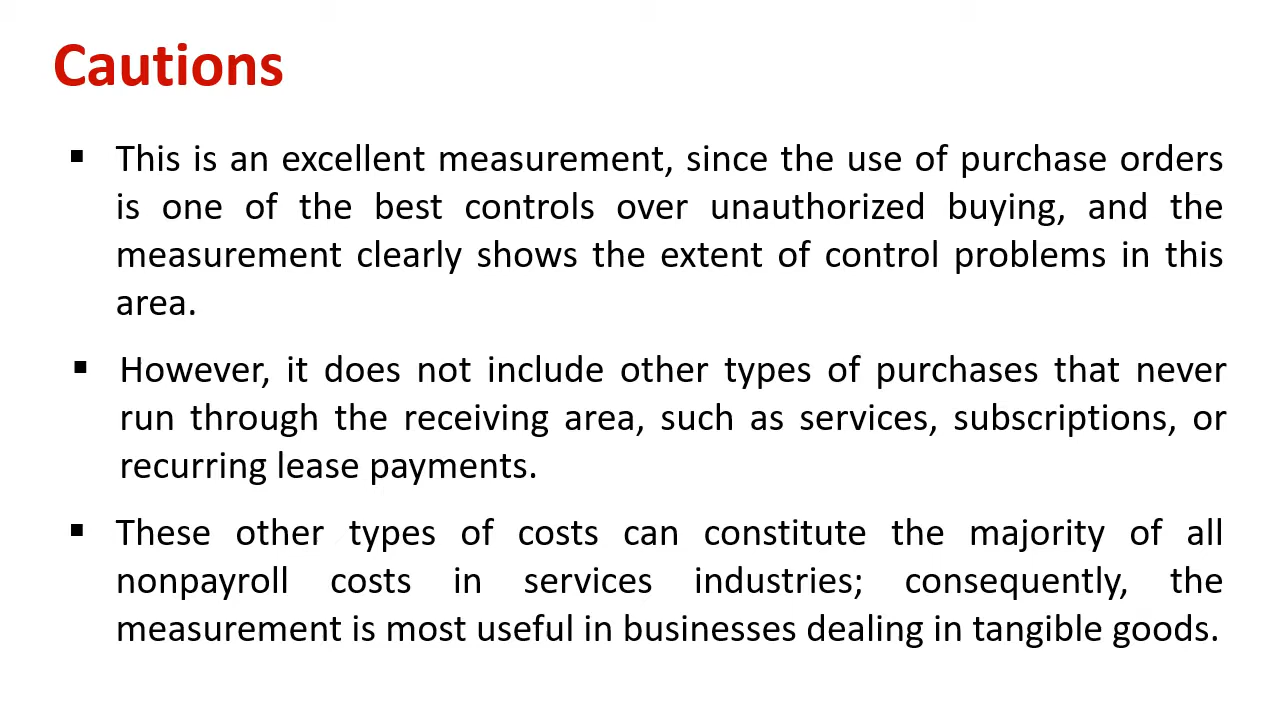 Cautions
▪ This is an excellent measurement, since the use of purchase orders
is one of the best controls over unauthorized buying, and the
measurement clearly shows the extent of control problems in this
area.
▪ However, it does not include other types of purchases that never
run through the receiving area, such as services, subscriptions, or
recurring lease payments.
▪ These other types of costs can constitute the majority of all
nonpayroll costs in services industries; consequently, the
measurement is most useful in businesses dealing in tangible goods.